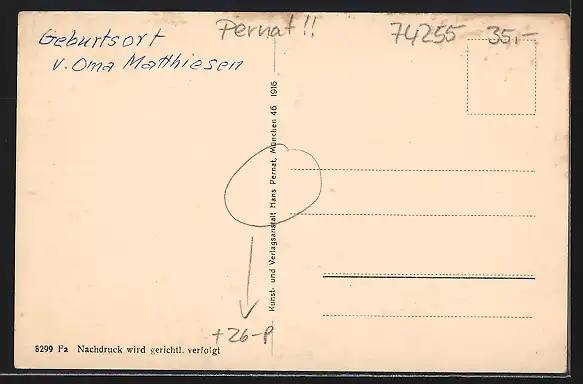 Geburtsort
v. Oma Matthiesen
Pernat!!
74255 35,-
Kunst- und Verlagsanstalt Hans Pernat, München 46 1916
+26-P
8299 Fa Nachdruck wird gerichtl. verfolgt